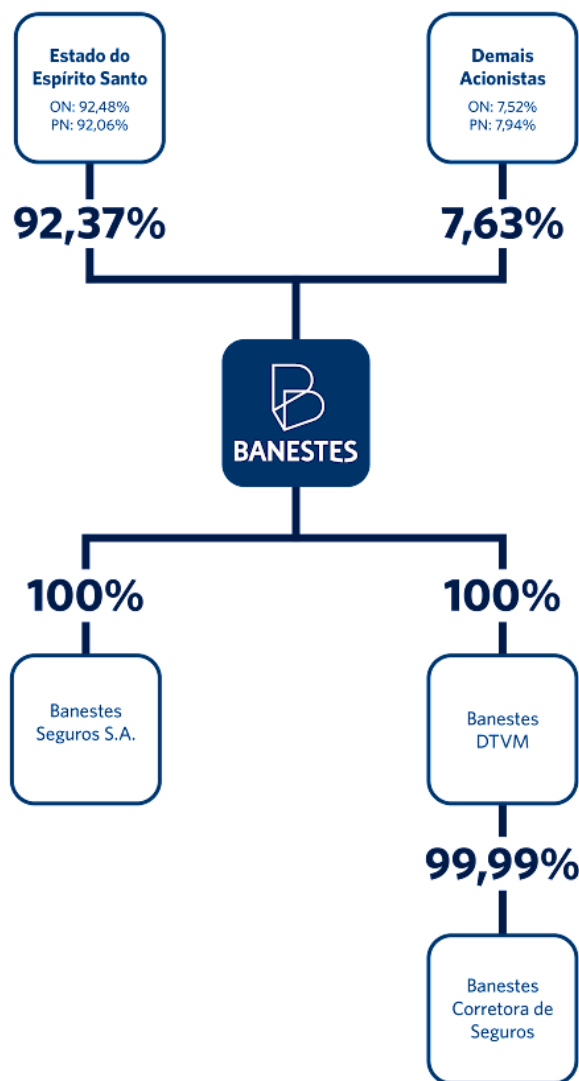 Estado do
Espírito Santo
ON: 92,48%
PN: 92,06%
Demais
Acionistas
ON: 7,52%
PN: 7,94%
92,37%
7,63%
BANESTES
100%
100%
Banestes
Seguros S.A.
Banestes
DTVM
99,99%
Banestes
Corretora de
Seguros